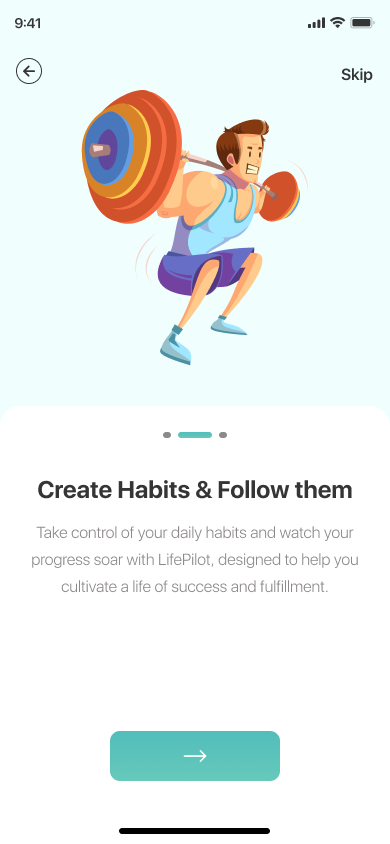 9:41
Skip
Create Habits & Follow them
Take control of your daily habits and watch your
progress soar with LifePilot, designed to help you
cultivate a life of success and fulfillment.